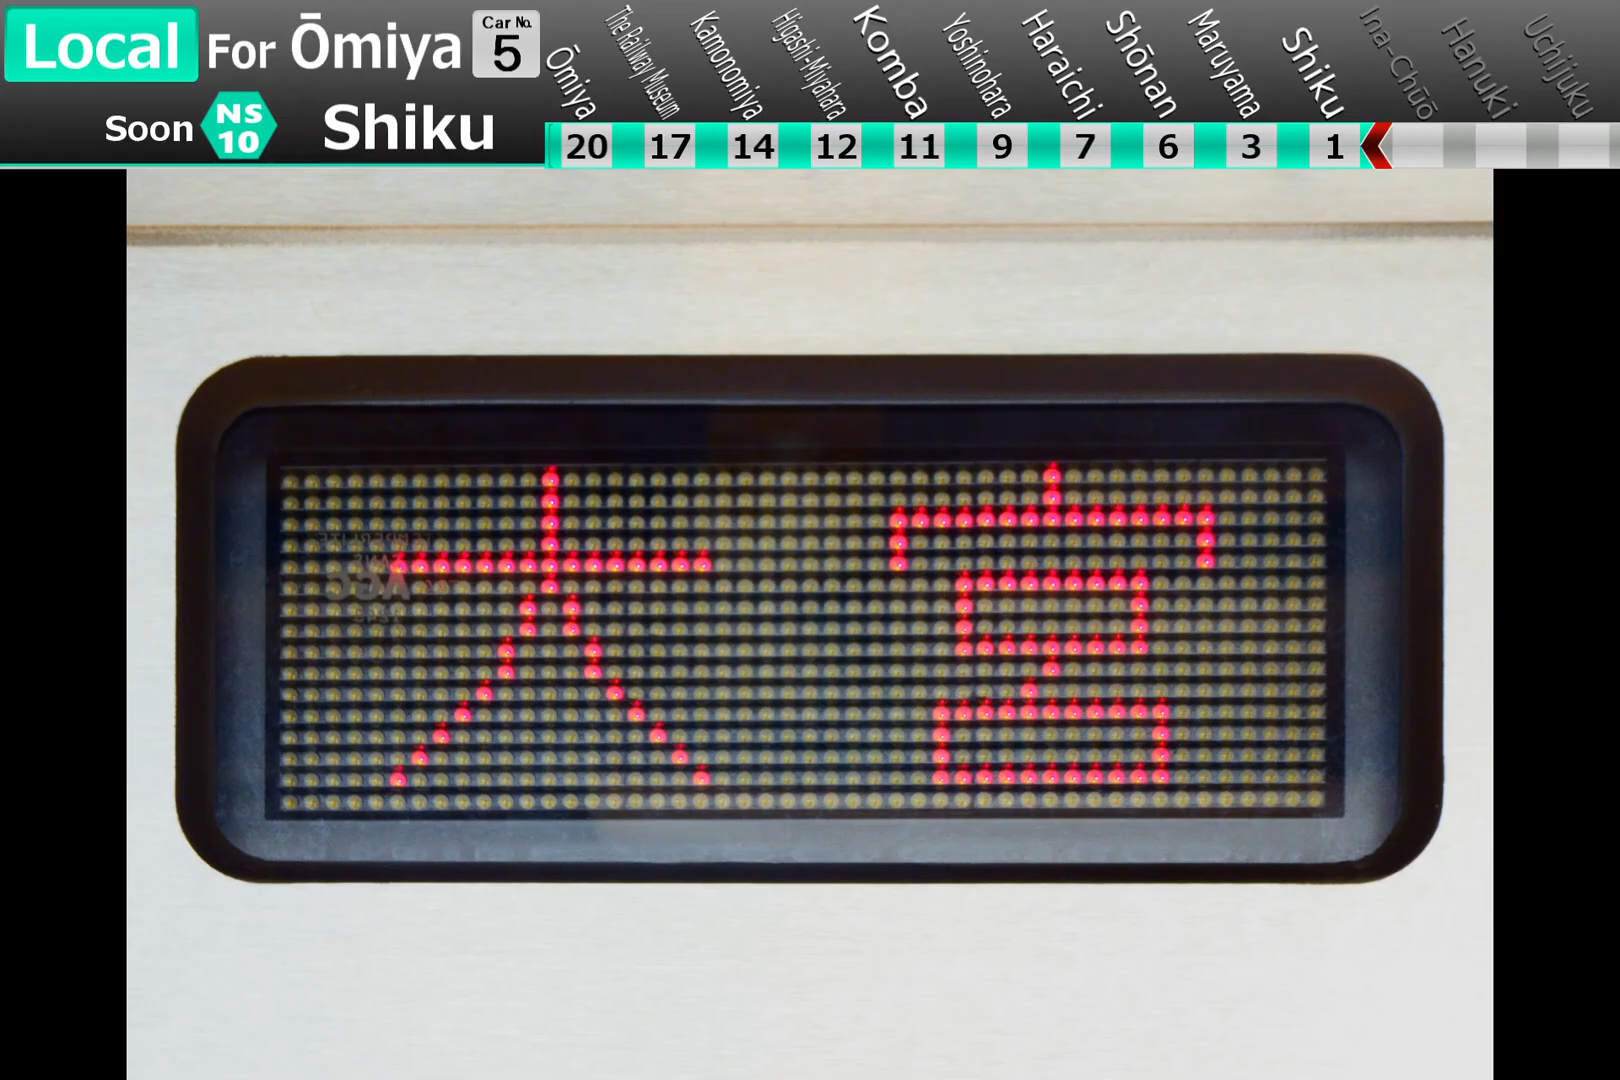 Local For Ōmiya Car No. 5
Soon NS 10 Shiku
Ōmiya The Railway Museum Kamonomiya Higashi-Miyahara Komba Yoshinohara Haraichi Shōnan Maruyama Shiku Ina-Chūō Hanuki Uchijuku
20 17 14 12 11 9 7 6 3 1
大宮
AGC